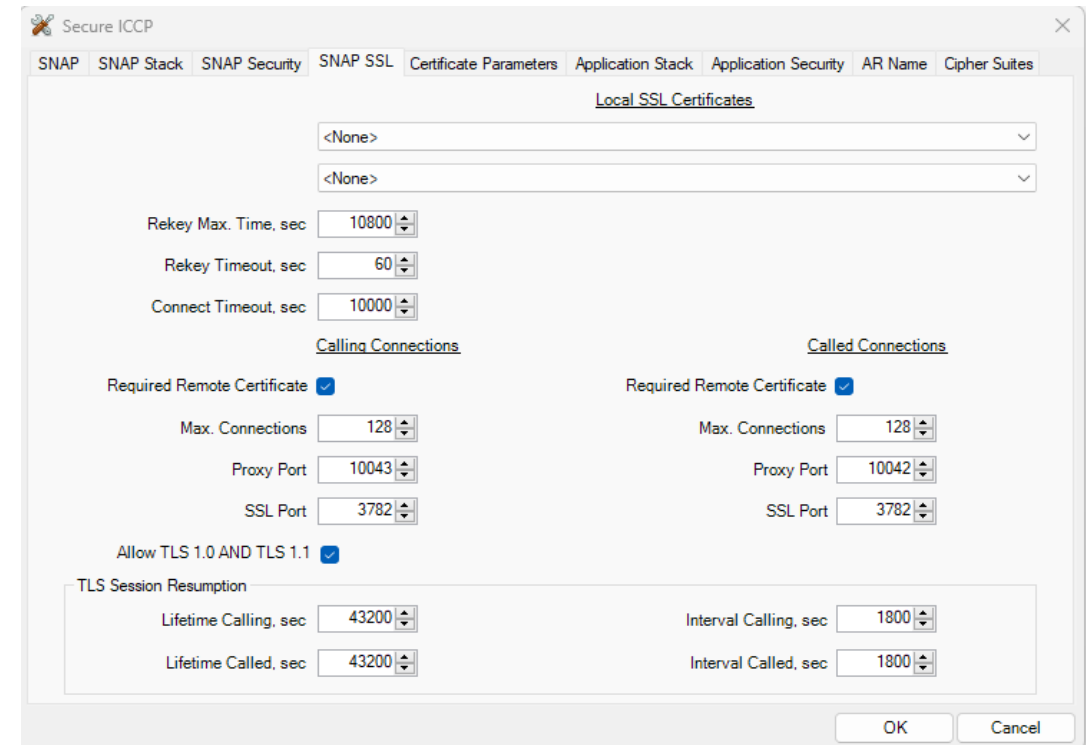 Secure ICCP
SNAP SNAP Stack SNAP Security SNAP SSL Certificate Parameters Application Stack Application Security AR Name Cipher Suites
Local SSL Certificates
<None>
<None>
Rekey Max. Time, sec 10800
Rekey Timeout, sec 60
Connect Timeout, sec 10000
Calling Connections Called Connections
Required Remote Certificate Required Remote Certificate
Max. Connections 128 Max. Connections 128
Proxy Port 10043 Proxy Port 10042
SSL Port 3782 SSL Port 3782
Allow TLS 1.0 AND TLS 1.1
TLS Session Resumption
Lifetime Calling, sec 43200 Interval Calling, sec 1800
Lifetime Called, sec 43200 Interval Called, sec 1800
OK Cancel